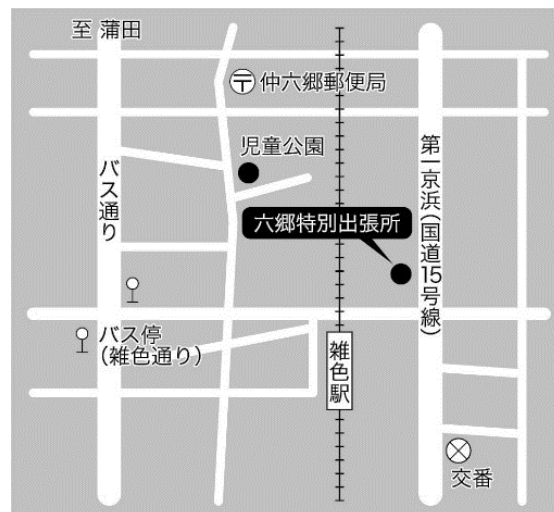 至 蒲田
仲六郷郵便局
児童公園
バス通り
第一京浜(国道15号線)
六郷特別出張所
バス停
(雑色通り)
雑色駅
交番